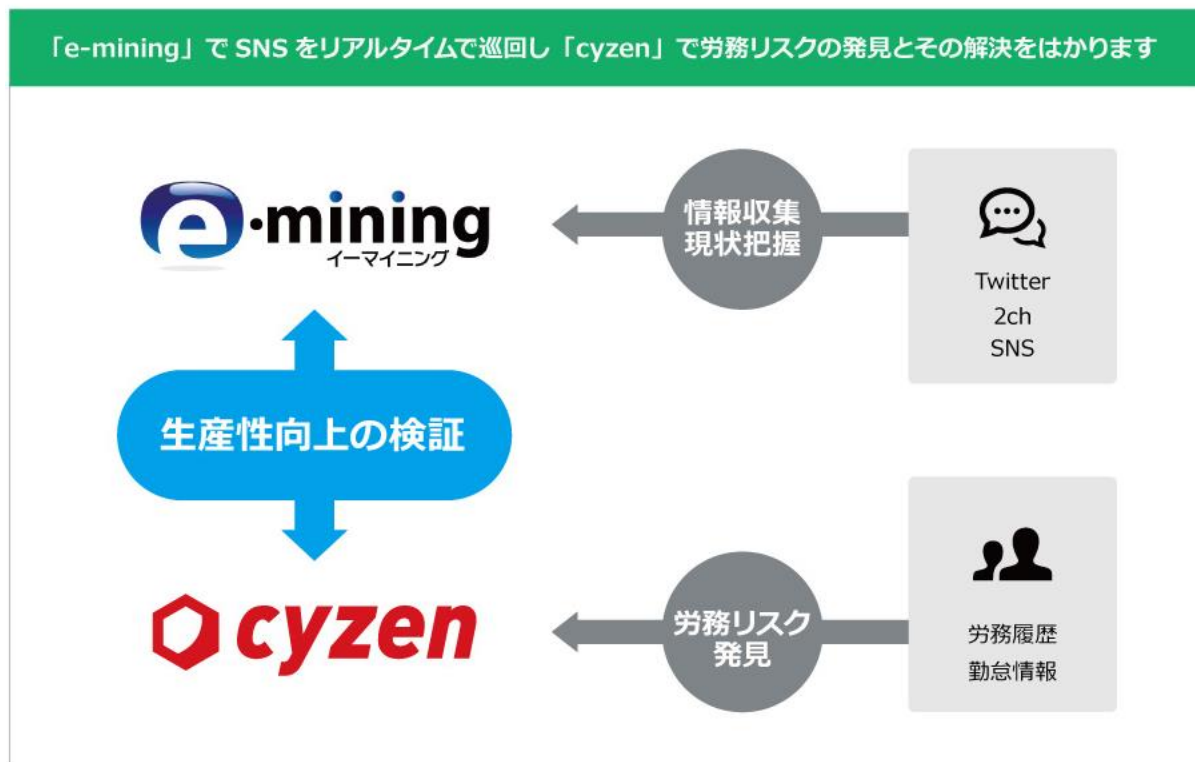 「e-mining」でSNSをリアルタイムで巡回し「cyzen」で労務リスクの発見とその解決をはかります
e・mining
イーマイニング
情報収集
現状把握
Twitter
2ch
SNS
生産性向上の検証
cyzen
労務リスク
発見
労務履歴
勤怠情報